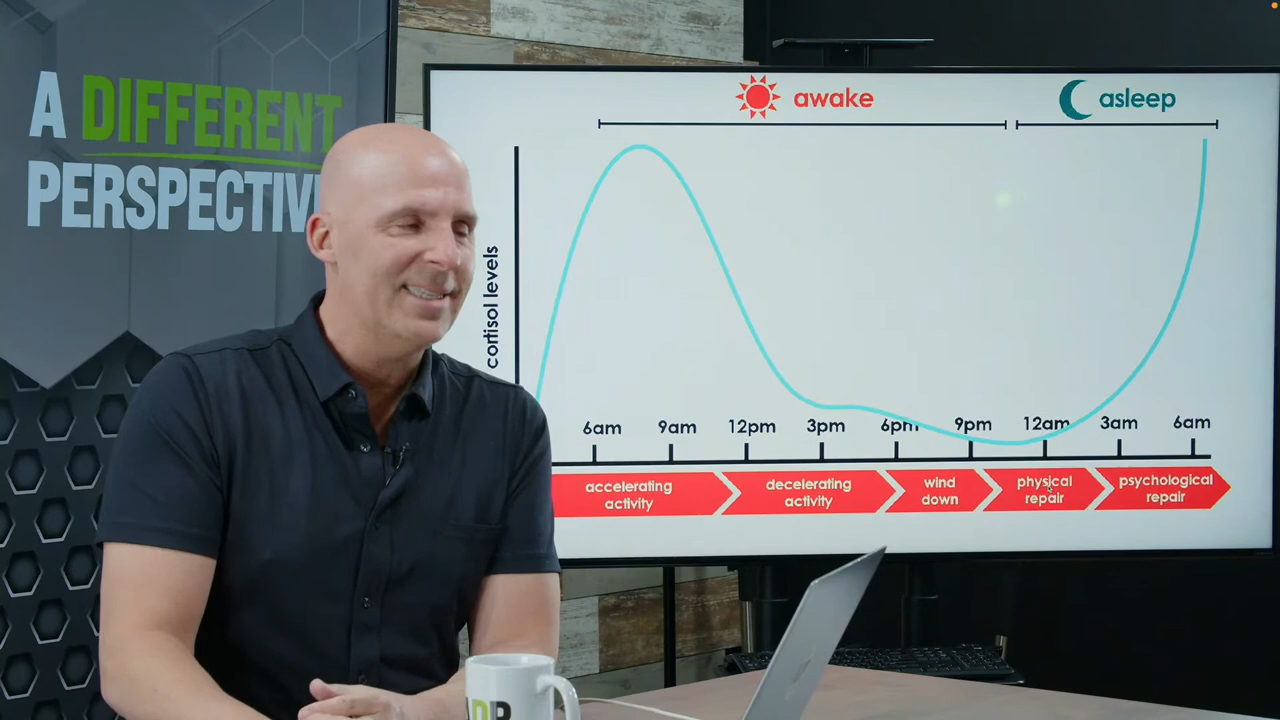 A DIFFERENT
PERSPECTIV
awake
asleep
cortisol levels
6am 9am 12pm 3pm 6pm 9pm 12am 3am 6am
accelerating
activity
decelerating
activity
wind
down
physical
repair
psychological
repair